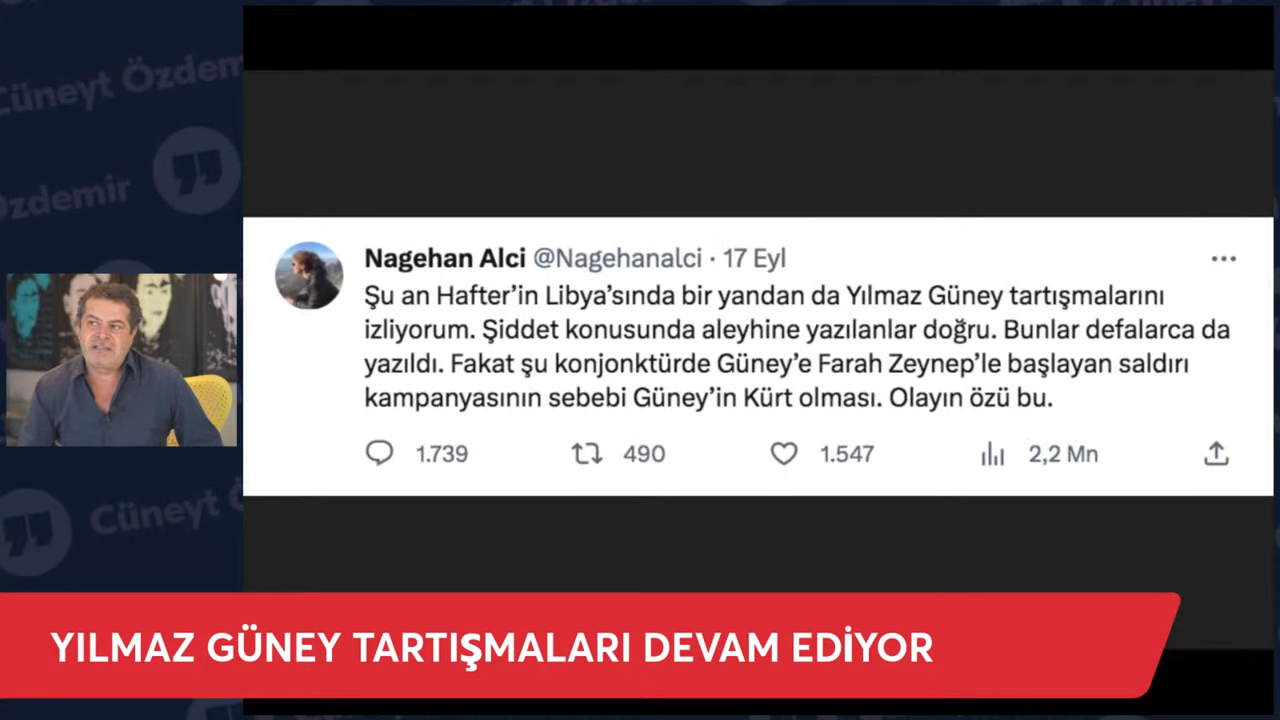 Cüneyt Özdem
Özdemir
Nagehan Alci @Nagehanalci · 17 Eyl
Şu an Hafter’in Libya’sında bir yandan da Yılmaz Güney tartışmalarını
izliyorum. Şiddet konusunda aleyhine yazılanlar doğru. Bunlar defalarca da
yazıldı. Fakat şu konjonktürde Güney’e Farah Zeynep’le başlayan saldırı
kampanyasının sebebi Güney’in Kürt olması. Olayın özü bu.
1.739 490 1.547 2,2 Mn
Cüneyt Ö
YILMAZ GÜNEY TARTIŞMALARI DEVAM EDİYOR